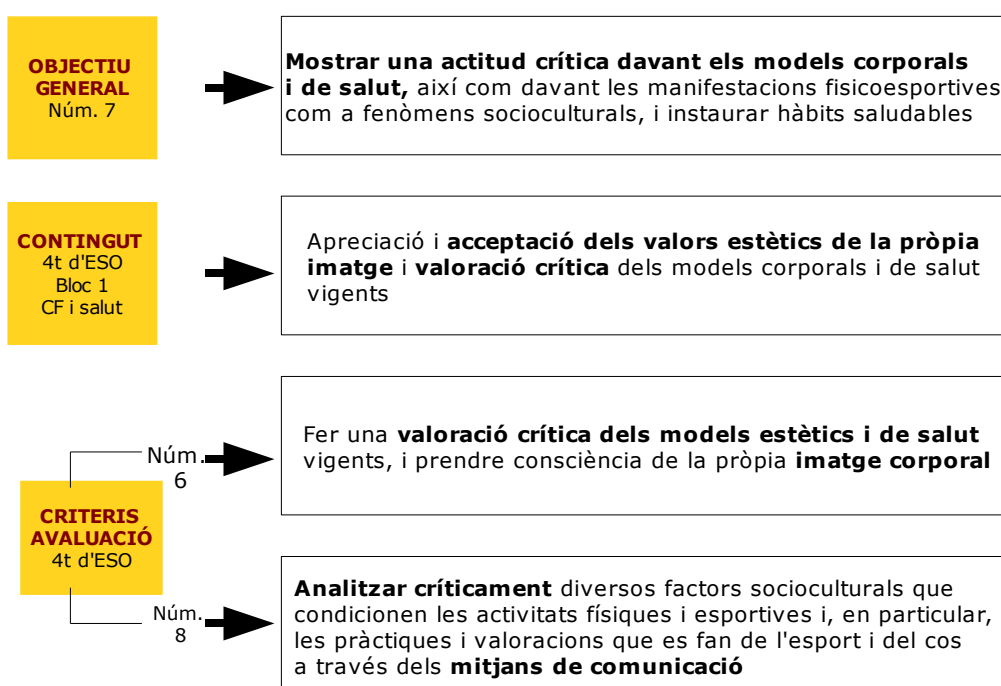 OBJECTIU
GENERAL
Núm. 7
Mostrar una actitud crítica davant els models corporals
i de salut, així com davant les manifestacions fisicoesportives
com a fenòmens socioculturals, i instaurar hàbits saludables
CONTINGUT
4t d'ESO
Bloc 1
CF i salut
Apreciació i acceptació dels valors estètics de la pròpia
imatge i valoració crítica dels models corporals i de salut
vigents
CRITERIS
AVALUACIÓ
4t d'ESO
Núm.
6
Fer una valoració crítica dels models estètics i de salut
vigents, i prendre consciència de la pròpia imatge corporal
Núm.
8
Analitzar críticament diversos factors socioculturals que
condicionen les activitats físiques i esportives i, en particular,
les pràctiques i valoracions que es fan de l'esport i del cos
a través dels mitjans de comunicació